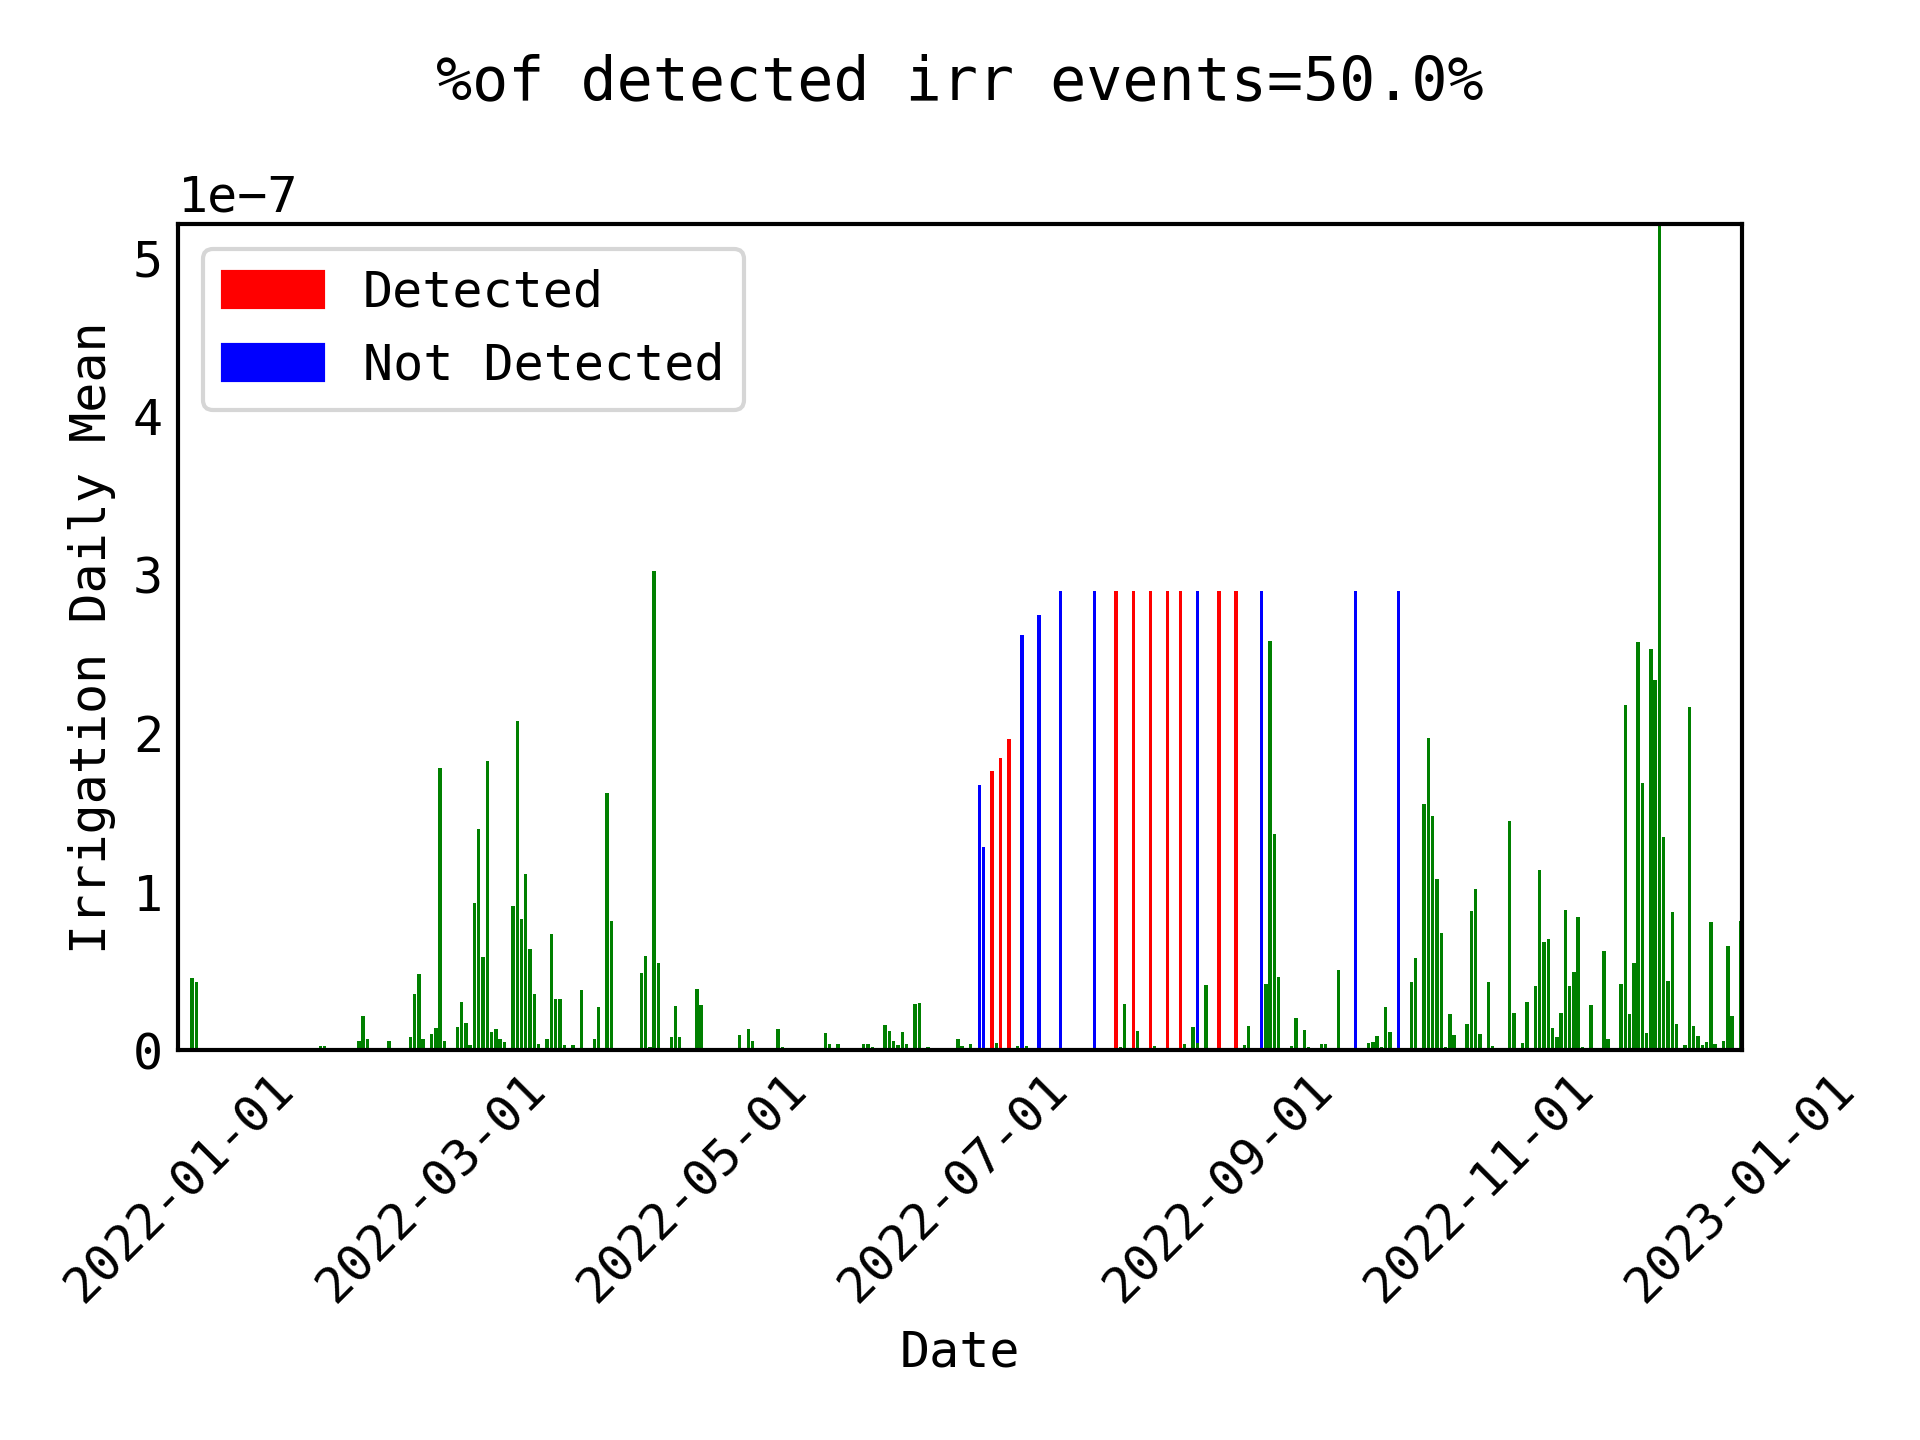 %of detected irr events=50.0%
1e−7
Detected
Not Detected
5
4
3
2
1
0
Irrigation Daily Mean
2022-01-01
2022-03-01
2022-05-01
2022-07-01
2022-09-01
2022-11-01
2023-01-01
Date